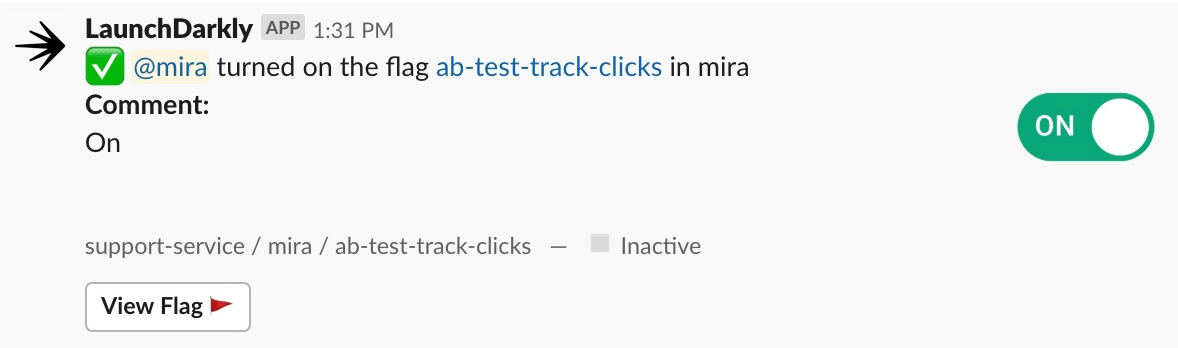 LaunchDarkly APP 1:31 PM
@mira turned on the flag ab-test-track-clicks in mira
Comment:
On
ON
support-service / mira / ab-test-track-clicks — Inactive
View Flag